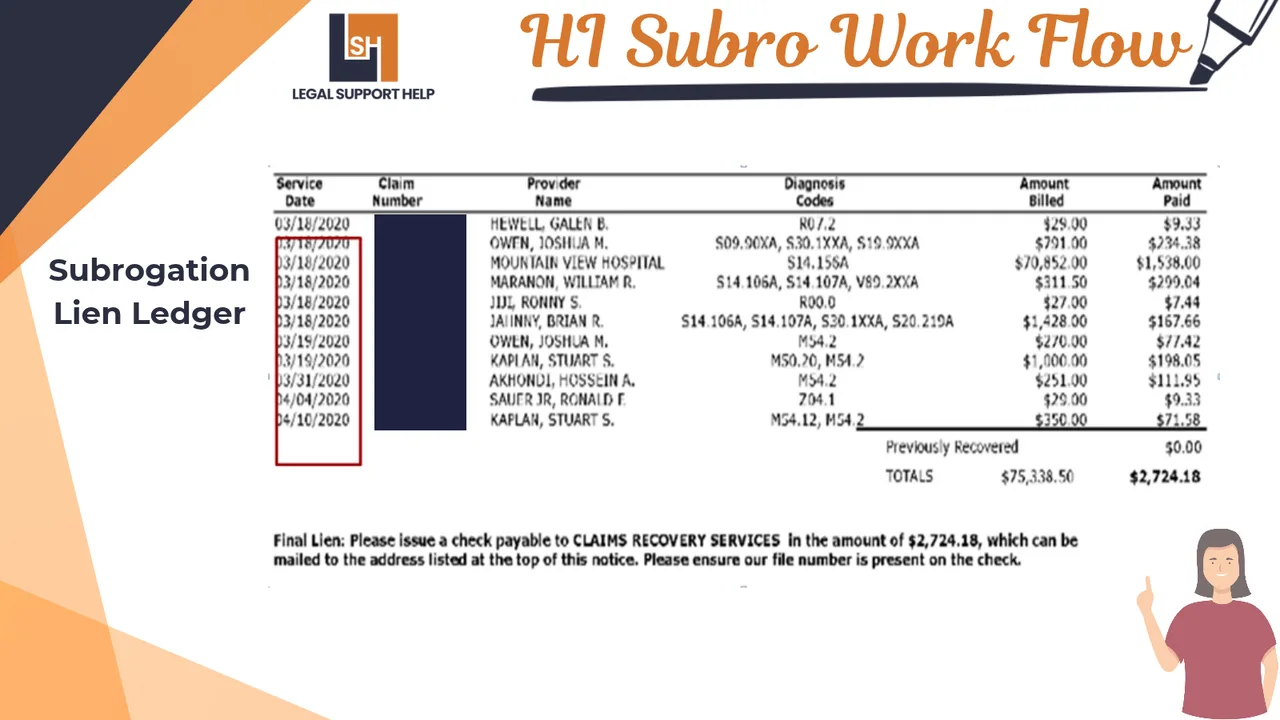 SH
LEGAL SUPPORT HELP
HI Subro Work Flow
Subrogation
Lien Ledger
Service Claim Provider Diagnosis Amount Amount
Date Number Name Codes Billed Paid
03/18/2020 HEWELL, GALEN B. R07.2 $29.00 $9.33
03/18/2020 OWEN, JOSHUA M. S09.90XA, S30.1XXA, S19.9XXA $791.00 $234.38
03/18/2020 MOUNTAIN VIEW HOSPITAL S14.156A $70,852.00 $1,538.00
03/18/2020 MARANON, WILLIAM R. S14.106A, S14.107A, V89.2XXA $311.50 $299.04
03/18/2020 JIJI, RONNY S. R00.0 $27.00 $7.44
03/18/2020 JAHNNY, BRIAN R. S14.106A, S14.107A, S30.1XXA, S20.219A $1,428.00 $167.66
03/19/2020 OWEN, JOSHUA M. M54.2 $270.00 $77.42
03/19/2020 KAPLAN, STUART S. M50.20, M54.2 $1,000.00 $198.05
03/31/2020 AKHONDI, HOSSEIN A. M54.2 $251.00 $111.95
04/04/2020 SAUER JR, RONALD F. Z04.1 $29.00 $9.33
04/10/2020 KAPLAN, STUART S. M54.12, M54.2 $350.00 $71.58
Previously Recovered $0.00
TOTALS $75,338.50 $2,724.18
Final Lien: Please issue a check payable to CLAIMS RECOVERY SERVICES in the amount of $2,724.18, which can be
mailed to the address listed at the top of this notice. Please ensure our file number is present on the check.